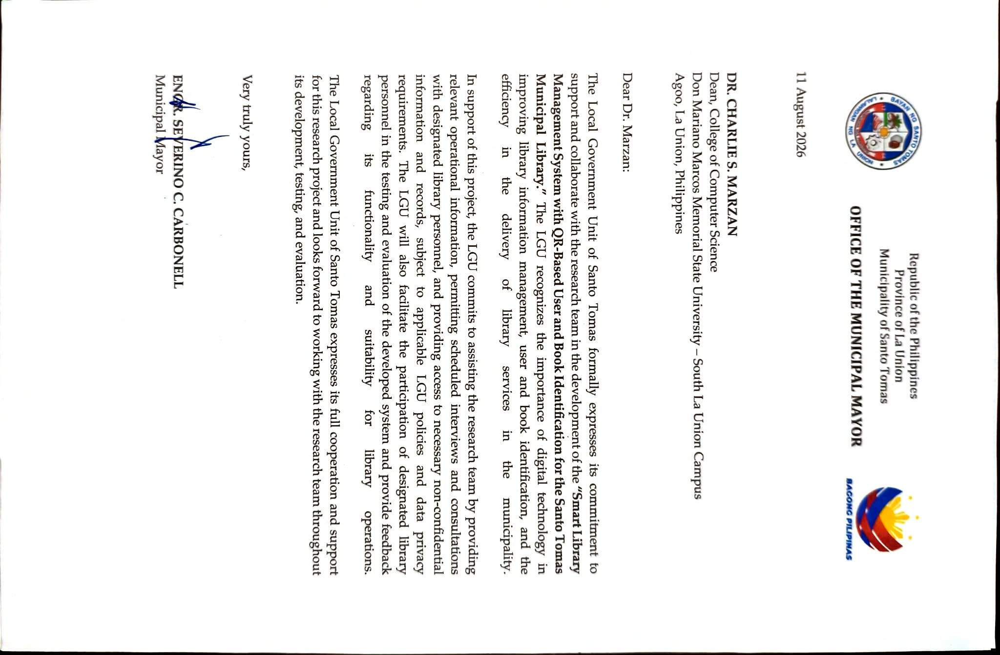 Republic of the Philippines
Province of La Union
Municipality of Santo Tomas
OFFICE OF THE MUNICIPAL MAYOR
BAYAN NG SANTO TOMAS
LALAWIGAN NG LA UNION
BAGONG PILIPINAS
11 August 2026
DR. CHARLIE S. MARZAN
Dean, College of Computer Science
Don Mariano Marcos Memorial State University – South La Union Campus
Agoo, La Union, Philippines
Dear Dr. Marzan:
The Local Government Unit of Santo Tomas formally expresses its commitment to
support and collaborate with the research team in the development of the "Smart Library
Management System with QR-Based User and Book Identification for the Santo Tomas
Municipal Library." The LGU recognizes the importance of digital technology in
improving library information management, user and book identification, and the
efficiency in the delivery of library services in the municipality.
In support of this project, the LGU commits to assisting the research team by providing
relevant operational information, permitting scheduled interviews and consultations
with designated library personnel, and providing access to necessary non-confidential
information and records, subject to applicable LGU policies and data privacy
requirements. The LGU will also facilitate the participation of designated library
personnel in the testing and evaluation of the developed system and provide feedback
regarding its functionality and suitability for library operations.
The Local Government Unit of Santo Tomas expresses its full cooperation and support
for this research project and looks forward to working with the research team throughout
its development, testing, and evaluation.
Very truly yours,
ENGR. SEVERINO C. CARBONELL
Municipal Mayor